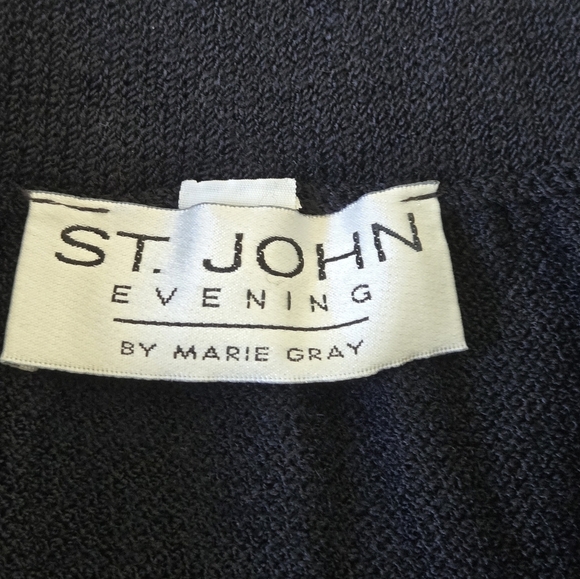 ST. JOHN
EVENING
BY MARIE GRAY